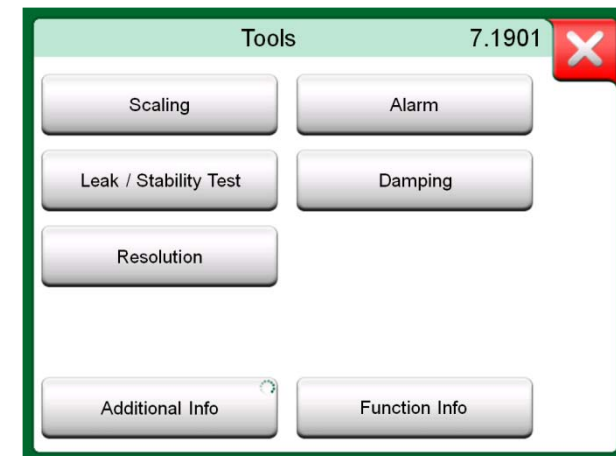 Tools 7.1901
Scaling Alarm
Leak / Stability Test Damping
Resolution
Additional Info Function Info